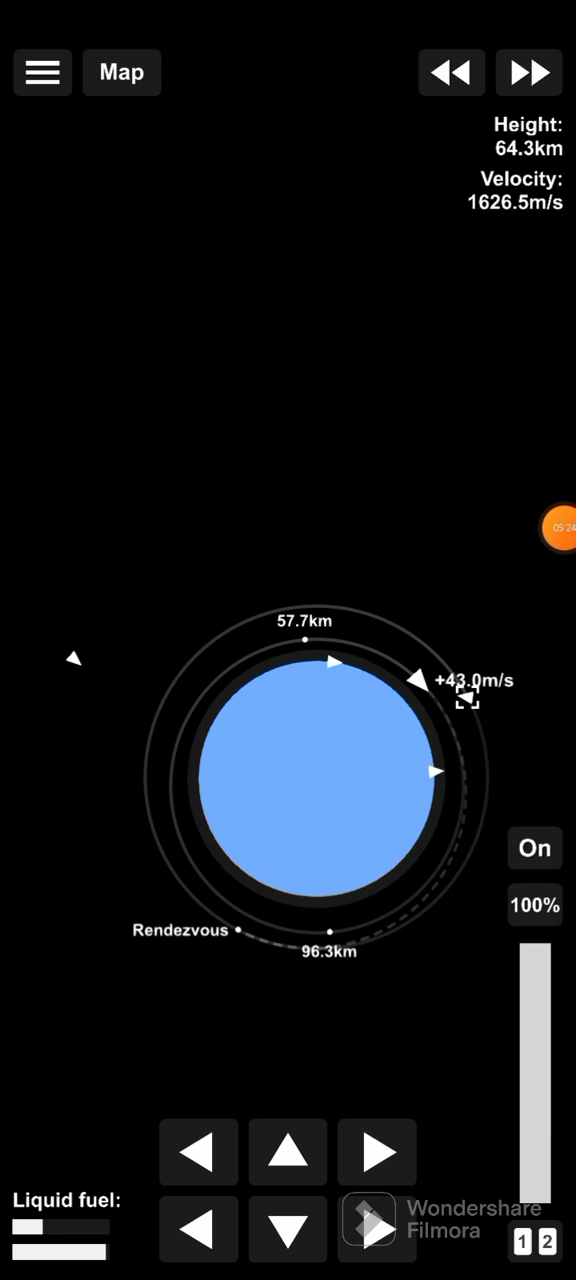 Map
Height:
64.3km
Velocity:
1626.5m/s
05:24
57.7km
+43.0m/s
On
100%
Rendezvous
96.3km
Liquid fuel:
Wondershare
Filmora
1 2